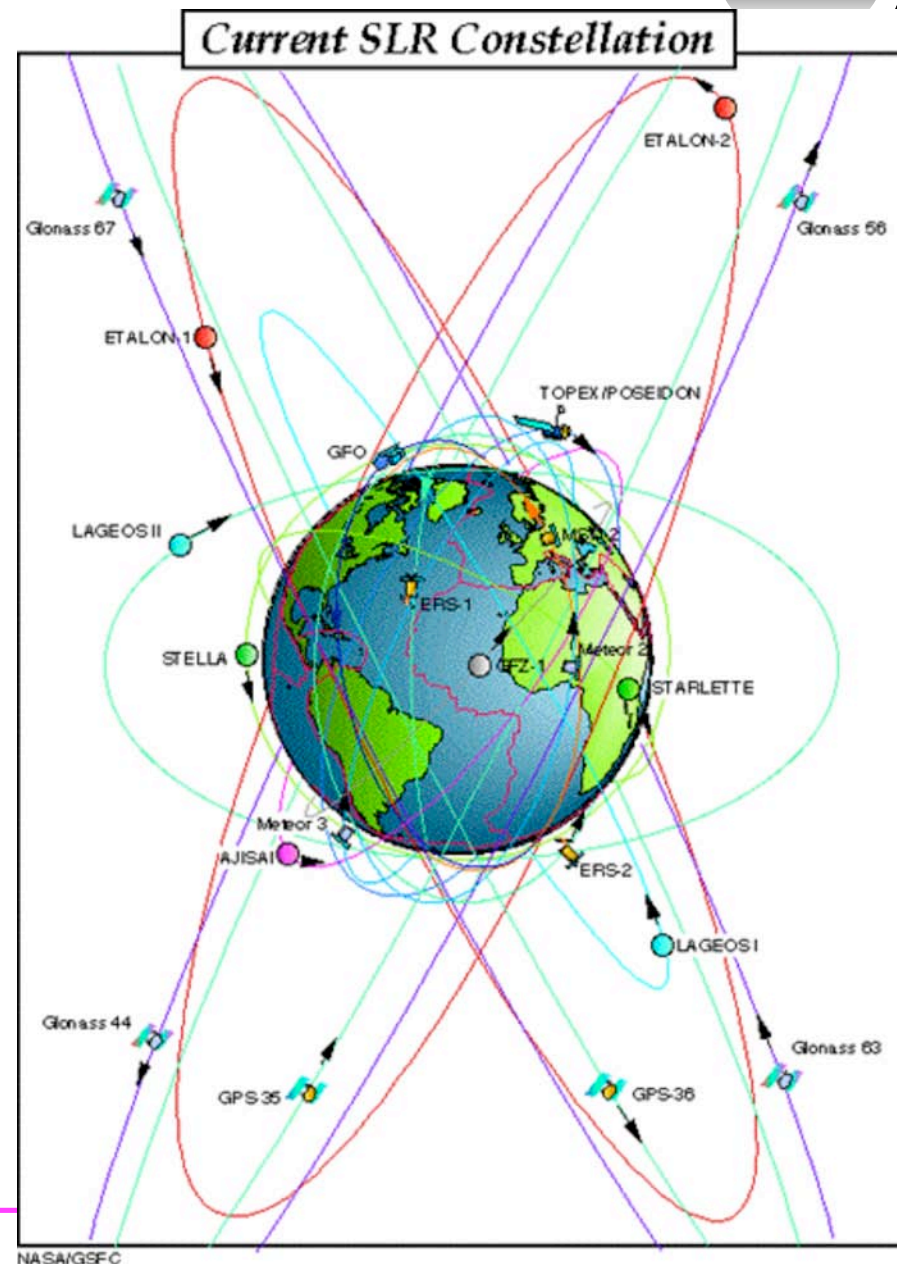 Current SLR Constellation
ETALON-2
Glonass 67
Glonass 56
ETALON-1
TOPEX/POSEIDON
GFO
LAGEOS II
ERS-1
STELLA
GFZ-1
Meteor 2
STARLETTE
Meteor 3
AJISAI
ERS-2
LAGEOS I
Glonass 44
Glonass 63
GPS-35
GPS-36
NASA/GSFC